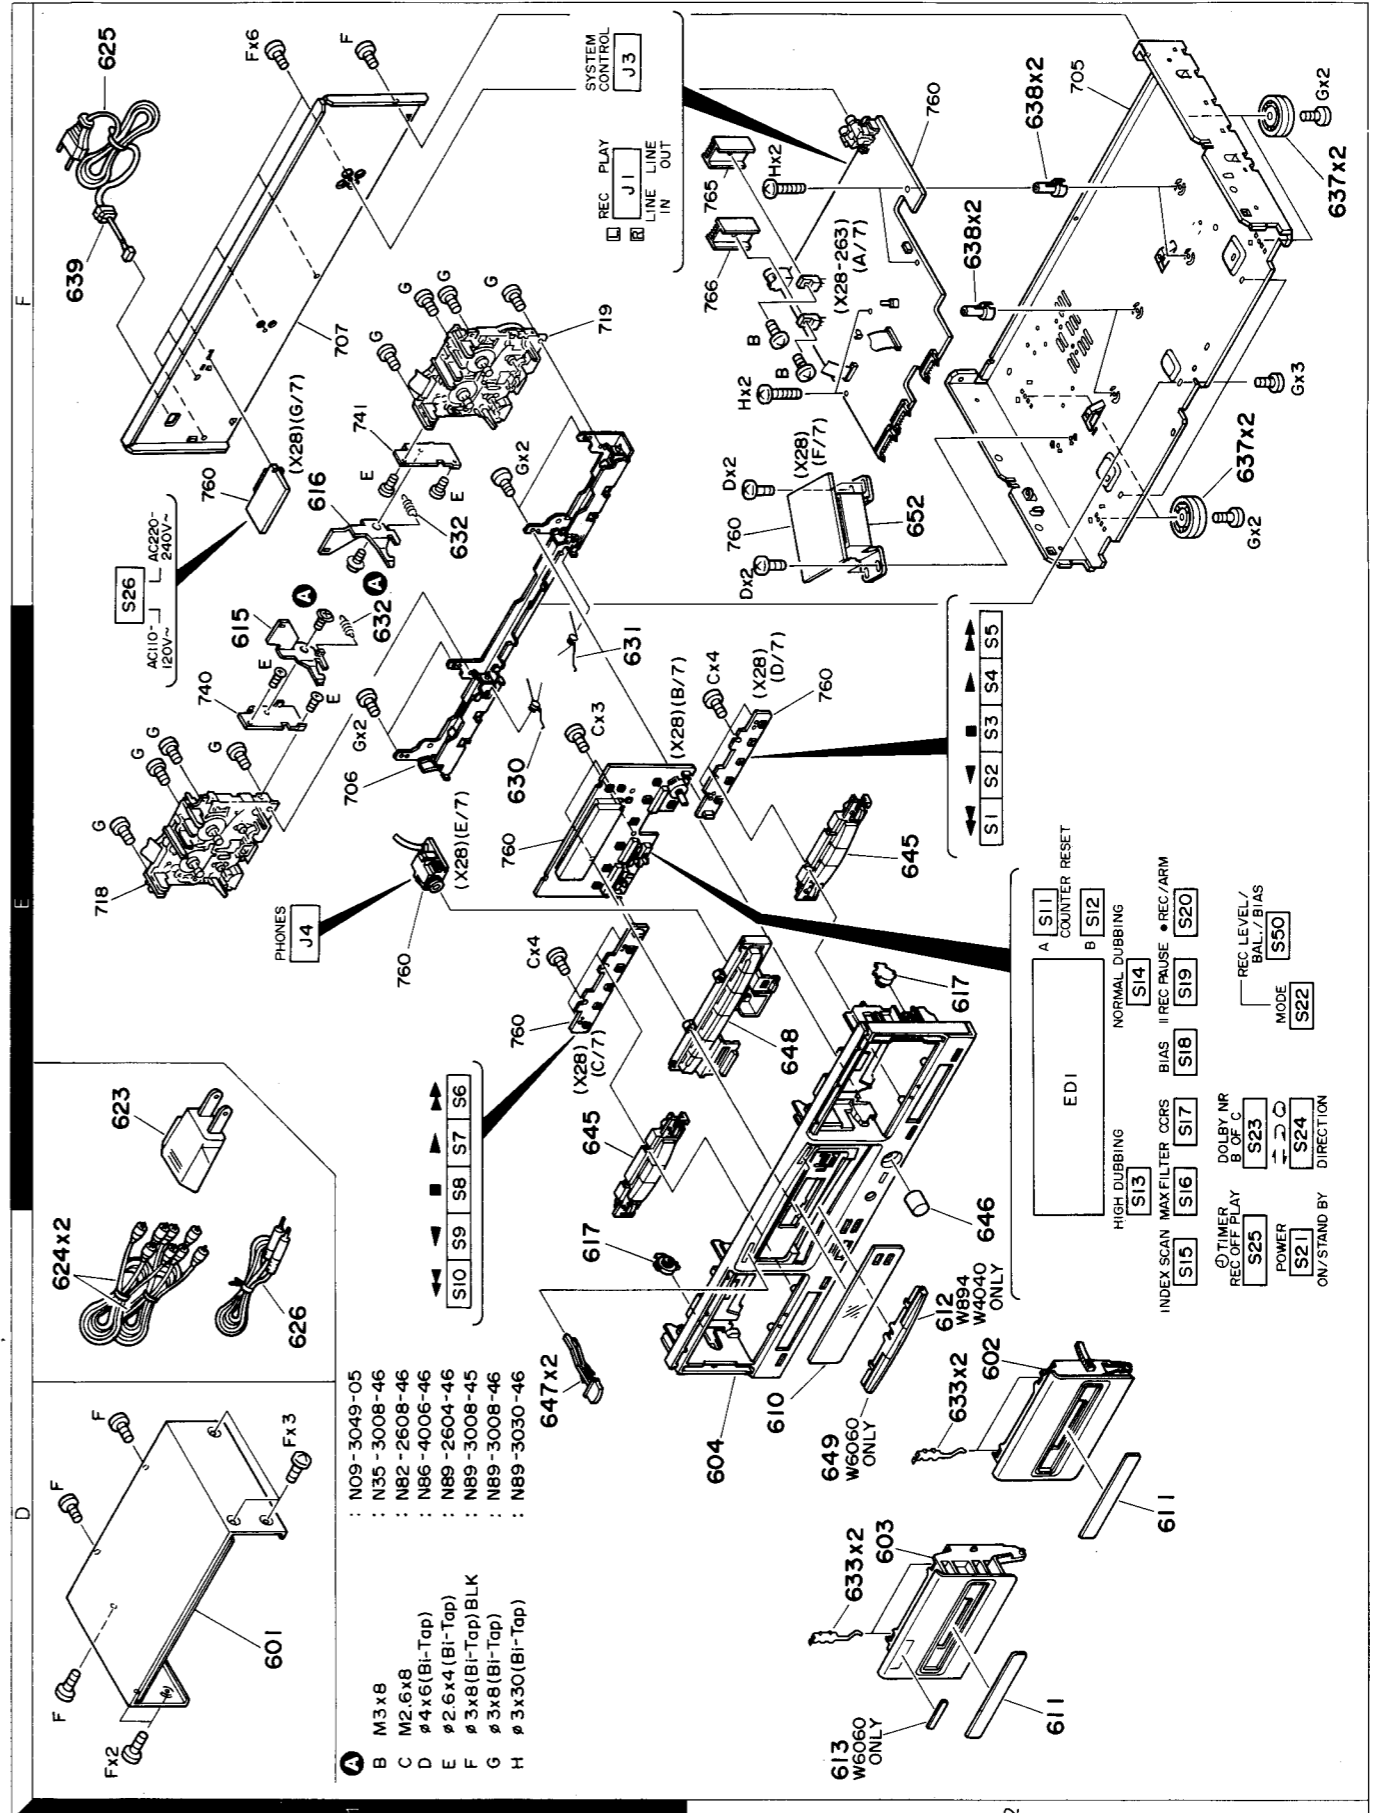 D
E
F
1
2
601
F
F
F
Fx2
Fx3
624x2
623
626
625
639
Fx6
F
707
A : N09-3049-05
B M3x8 : N35-3008-46
C M2.6x8 : N82-2608-46
D ø4x6(Bi-Tap) : N86-4006-46
E ø2.6x4(Bi-Tap) : N89-2604-46
F ø3x8(Bi-Tap)BLK : N89-3008-45
G ø3x8(Bi-Tap) : N89-3008-46
H ø3x30(Bi-Tap) : N89-3030-46
S10 S9 S8 S7 S6
PHONES
J4
718
G
G
G
G
740
E
E
615
A
632
AC110-120V~
AC220-240V~
S26
760
(X28)(G/7)
616
A
632
E
E
741
G
G
G
G
719
SYSTEM
CONTROL
J3
L REC PLAY
R J1
LINE LINE
IN OUT
706
Gx2
Gx2
630
631
760
(X28)(E/7)
760
Cx3
(X28)(B/7)
Cx4
760
(X28)
(C/7)
Cx4
(X28)
(D/7)
760
645
645
648
617
617
647x2
604
610
646
649
W6060
ONLY
612
W894
W4040
ONLY
S1 S2 S3 S4 S5
766
765
B
B
Hx2
Hx2
(X28-263)
(A/7)
760
Dx2
Dx2
760
(X28)
(F/7)
652
638x2
638x2
705
637x2
Gx2
637x2
Gx2
Gx3
ED1
A S11
COUNTER RESET
B S12
HIGH DUBBING
S13
NORMAL DUBBING
S14
INDEX SCAN MAX FILTER CCRS BIAS II REC PAUSE ● REC/ARM
S15 S16 S17 S18 S19 S20
TIMER
REC OFF PLAY
S25
DOLBY NR
B OF C
S23
REC LEVEL/
BAL./BIAS
S50
POWER
S21
ON/STAND BY
S24
DIRECTION
MODE
S22
633x2
603
613
W6060
ONLY
611
633x2
602
611